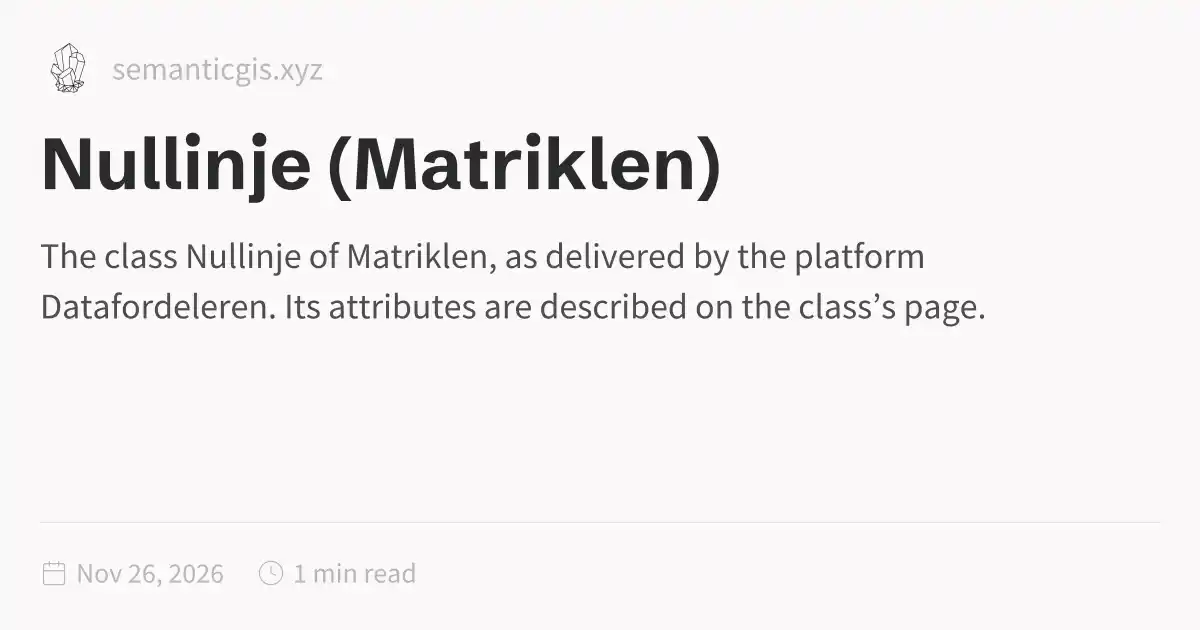 semanticgis.xyz
Nullinje (Matriklen)
The class Nullinje of Matriklen, as delivered by the platform
Datafordeleren. Its attributes are described on the class’s page.
Nov 26, 2026 1 min read